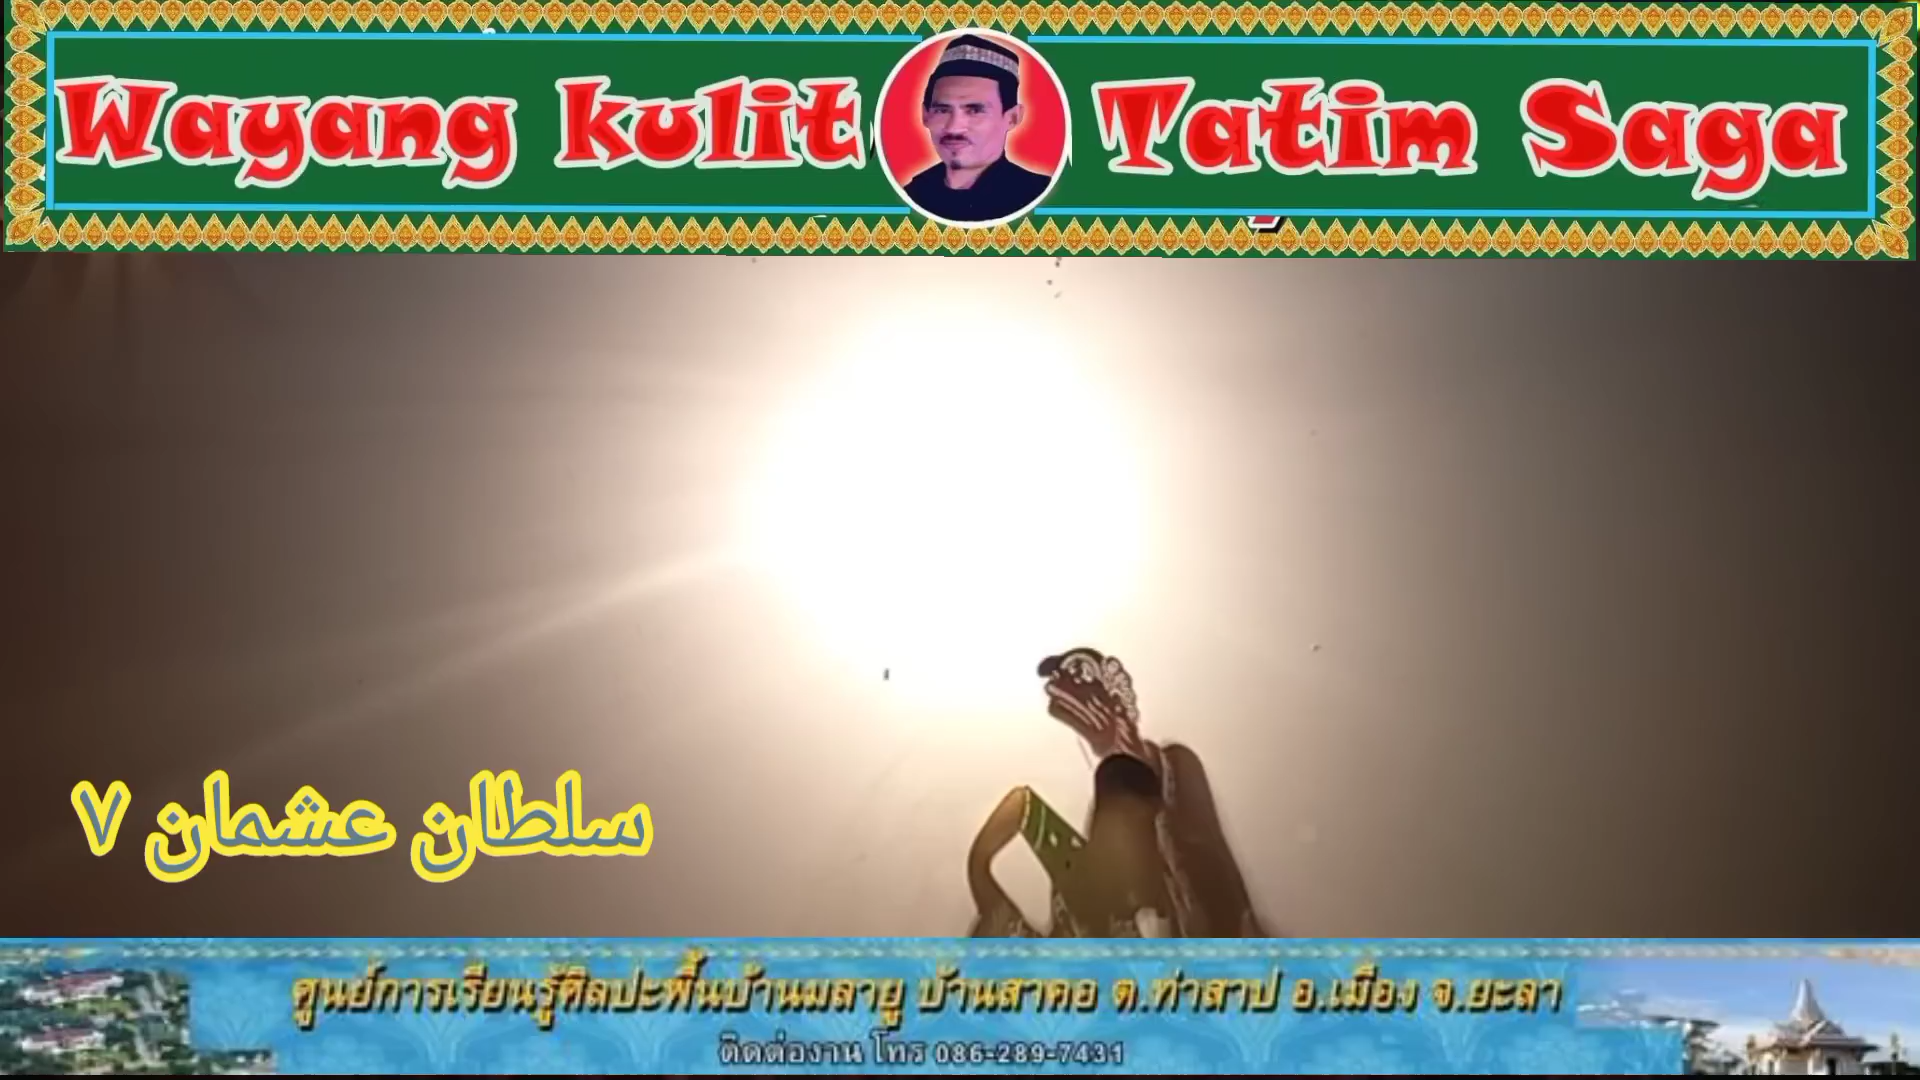 Wayang kulit Tatim Saga
سلطان عشمان ٧
ศูนย์การเรียนรู้ศิลปะพื้นบ้านมลายู บ้านสาคอ ต.ท่าสาป อ.เมือง จ.ยะลา
ติดต่องาน โทร 086-289-7431